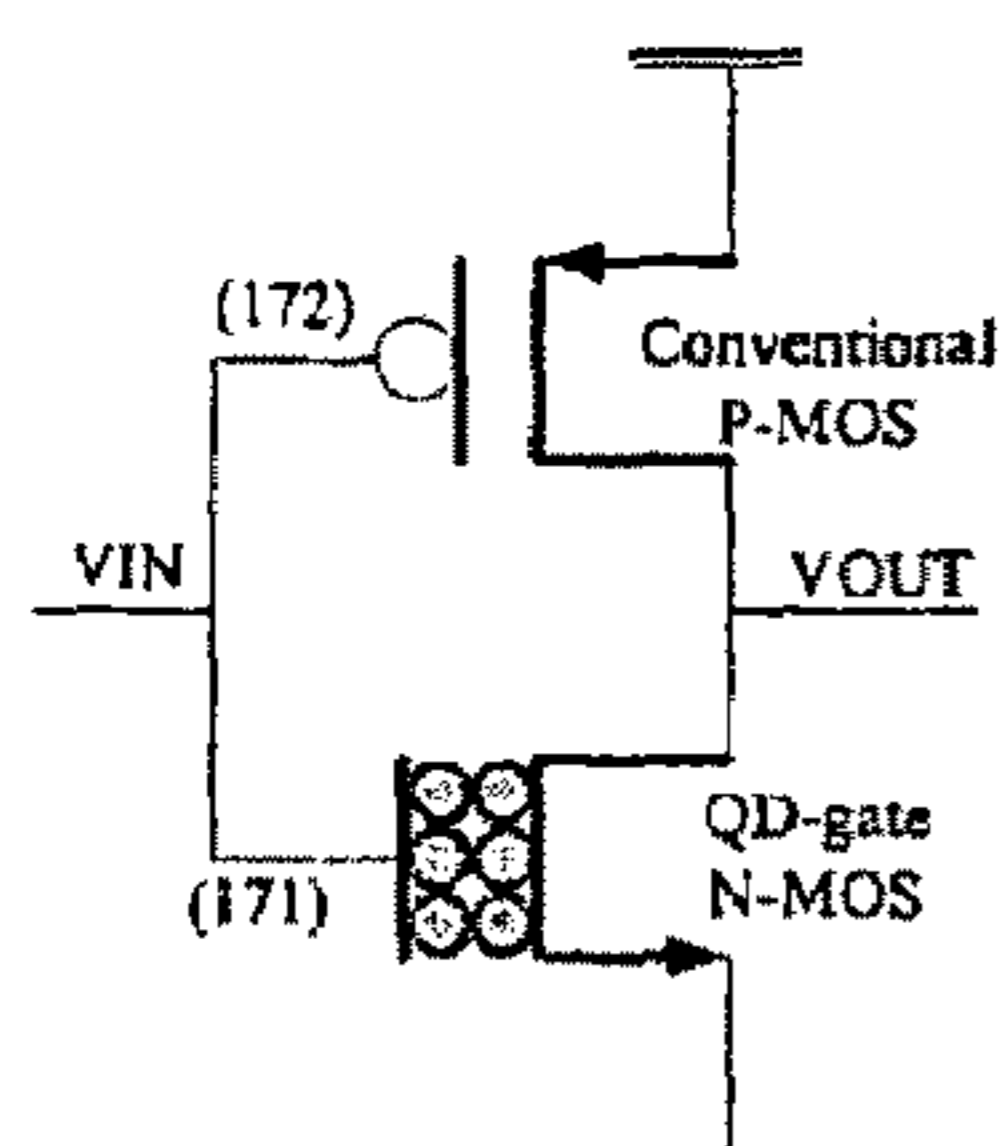 (172)
Conventional
P-MOS
VIN
VOUT
QD-gate
N-MOS
(171)